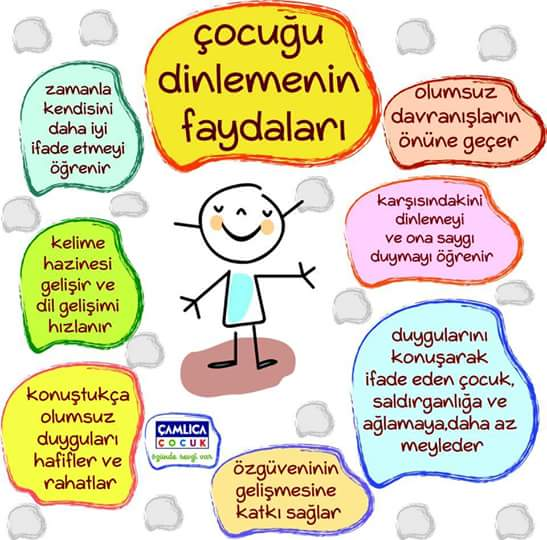 çocuğu
dinlemenin
faydaları
zamanla
kendisini
daha iyi
ifade etmeyi
öğrenir
olumsuz
davranışların
önüne geçer
karşısındakini
dinlemeyi
ve ona saygı
duymayı öğrenir
kelime
hazinesi
gelişir ve
dil gelişimi
hızlanır
duygularını
konuşarak
ifade eden çocuk,
saldırganlığa ve
ağlamaya,daha az
meyleder
konuştukça
olumsuz
duyguları
hafifler ve
rahatlar
ÇAMLICA
ÇOCUK
özünde sevgi var
özgüveninin
gelişmesine
katkı sağlar